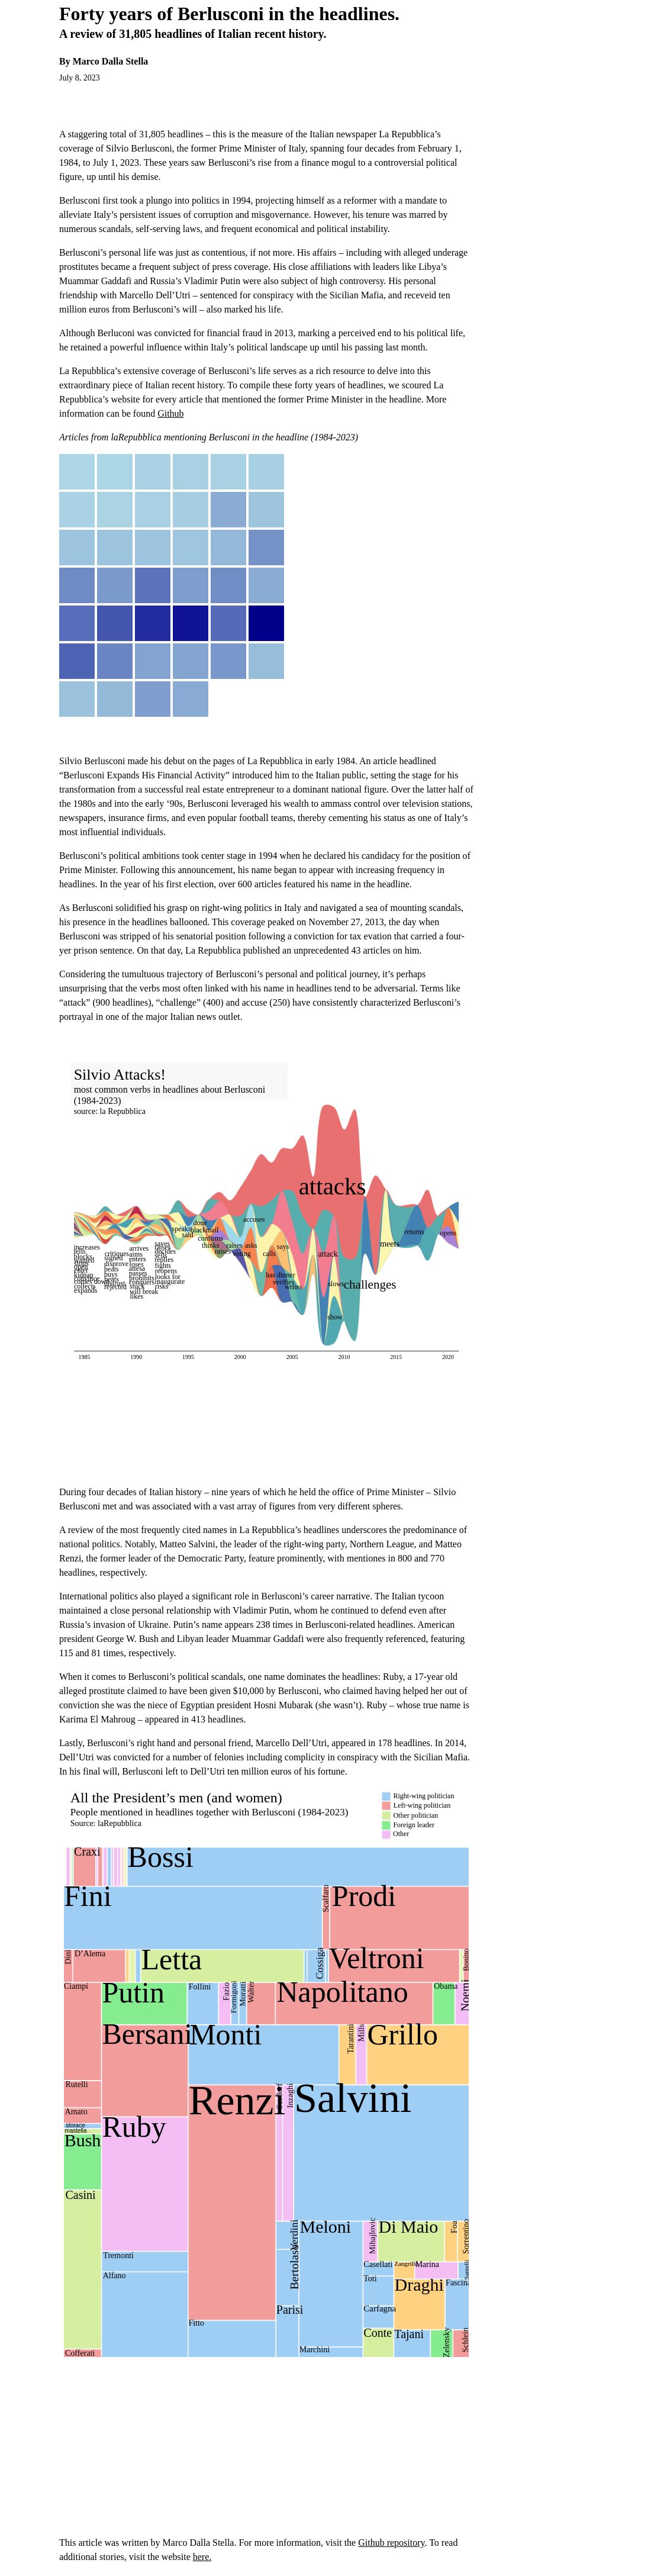 Forty years of Berlusconi in the headlines.
A review of 31,805 headlines of Italian recent history.
By Marco Dalla Stella
July 8, 2023
A staggering total of 31,805 headlines – this is the measure of the Italian newspaper La Repubblica’s
coverage of Silvio Berlusconi, the former Prime Minister of Italy, spanning four decades from February 1,
1984, to July 1, 2023. These years saw Berlusconi’s rise from a finance mogul to a controversial political
figure, up until his demise.
Berlusconi first took a plungo into politics in 1994, projecting himself as a reformer with a mandate to
alleviate Italy’s persistent issues of corruption and misgovernance. However, his tenure was marred by
numerous scandals, self-serving laws, and frequent economical and political instability.
Berlusconi’s personal life was just as contentious, if not more. His affairs – including with alleged underage
prostitutes became a frequent subject of press coverage. His close affiliations with leaders like Libya’s
Muammar Gaddafi and Russia’s Vladimir Putin were also subject of high controversy. His personal
friendship with Marcello Dell’Utri – sentenced for conspiracy with the Sicilian Mafia, and receveid ten
million euros from Berlusconi’s will – also marked his life.
Although Berluconi was convicted for financial fraud in 2013, marking a perceived end to his political life,
he retained a powerful influence within Italy’s political landscape up until his passing last month.
La Repubblica’s extensive coverage of Berlusconi’s life serves as a rich resource to delve into this
extraordinary piece of Italian recent history. To compile these forty years of headlines, we scoured La
Repubblica’s website for every article that mentioned the former Prime Minister in the headline. More
information can be found Github
Articles from laRepubblica mentioning Berlusconi in the headline (1984-2023)
Silvio Berlusconi made his debut on the pages of La Repubblica in early 1984. An article headlined
“Berlusconi Expands His Financial Activity” introduced him to the Italian public, setting the stage for his
transformation from a successful real estate entrepreneur to a dominant national figure. Over the latter half of
the 1980s and into the early ‘90s, Berlusconi leveraged his wealth to ammass control over television stations,
newspapers, insurance firms, and even popular football teams, thereby cementing his status as one of Italy’s
most influential individuals.
Berlusconi’s political ambitions took center stage in 1994 when he declared his candidacy for the position of
Prime Minister. Following this announcement, his name began to appear with increasing frequency in
headlines. In the year of his first election, over 600 articles featured his name in the headline.
As Berlusconi solidified his grasp on right-wing politics in Italy and navigated a sea of mounting scandals,
his presence in the headlines ballooned. This coverage peaked on November 27, 2013, the day when
Berlusconi was stripped of his senatorial position following a conviction for tax evation that carried a four-
yer prison sentence. On that day, La Repubblica published an unprecedented 43 articles on him.
Considering the tumultuous trajectory of Berlusconi’s personal and political journey, it’s perhaps
unsurprising that the verbs most often linked with his name in headlines tend to be adversarial. Terms like
“attack” (900 headlines), “challenge” (400) and accuse (250) have consistently characterized Berlusconi’s
portrayal in one of the major Italian news outlet.
Silvio Attacks!
most common verbs in headlines about Berlusconi
(1984-2023)
source: la Repubblica
attacks
accuses
done
speaks
blackmail
said
confirms
thinks
raises
asks
raises
voting
calls
says
attack
meets
returns
opens
has dinner
verifies
writes
slows
challenges
show
increases
collects
expands
critiques
signed
disprove
beats
buys
rejected
arrives
aims
enters
loses
passes
prohibits
conquers
will break
likes
saves
replies
fights
reopens
looks for
inaugurate
risks
1985
1990
1995
2000
2005
2010
2015
2020
During four decades of Italian history – nine years of which he held the office of Prime Minister – Silvio
Berlusconi met and was associated with a vast array of figures from very different spheres.
A review of the most frequently cited names in La Repubblica’s headlines underscores the predominance of
national politics. Notably, Matteo Salvini, the leader of the right-wing party, Northern League, and Matteo
Renzi, the former leader of the Democratic Party, feature prominently, with mentiones in 800 and 770
headlines, respectively.
International politics also played a significant role in Berlusconi’s career narrative. The Italian tycoon
maintained a close personal relationship with Vladimir Putin, whom he continued to defend even after
Russia’s invasion of Ukraine. Putin’s name appears 238 times in Berlusconi-related headlines. American
president George W. Bush and Libyan leader Muammar Gaddafi were also frequently referenced, featuring
115 and 81 times, respectively.
When it comes to Berlusconi’s political scandals, one name dominates the headlines: Ruby, a 17-year old
alleged prostitute claimed to have been given $10,000 by Berlusconi, who claimed having helped her out of
conviction she was the niece of Egyptian president Hosni Mubarak (she wasn’t). Ruby – whose true name is
Karima El Mahroug – appeared in 413 headlines.
Lastly, Berlusconi’s right hand and personal friend, Marcello Dell’Utri, appeared in 178 headlines. In 2014,
Dell’Utri was convicted for a number of felonies including complicity in conspiracy with the Sicilian Mafia.
In his final will, Berlusconi left to Dell’Utri ten million euros of his fortune.
All the President’s men (and women)
People mentioned in headlines together with Berlusconi (1984-2023)
Source: laRepubblica
Right-wing politician
Left-wing politician
Other politician
Foreign leader
Other
Craxi
Bossi
Fini
Scalfaro
Prodi
Dini
D’Alema
Letta
Cossiga
Veltroni
Bonino
Ciampi
Putin
Follini
Fazio
Formigoni
Moratti
Walter
Napolitano
Obama
Noemi
Bersani
Monti
Tarantini
Mills
Grillo
Rutelli
Amato
storace
mastella
Bush
Casini
Cofferati
Ruby
Tremonti
Alfano
Renzi
Fitto
Inzaghi
Salvini
Verdini
Bertolaso
Parisi
Meloni
Marchini
Mihajlovic
Di Maio
Foa
Sorrentino
Casellati
Zangrillo
Marina
Toti
Draghi
Fascina
Carfagna
Conte
Tajani
Zelensky
Schlein
This article was written by Marco Dalla Stella. For more information, visit the Github repository. To read
additional stories, visit the website here.